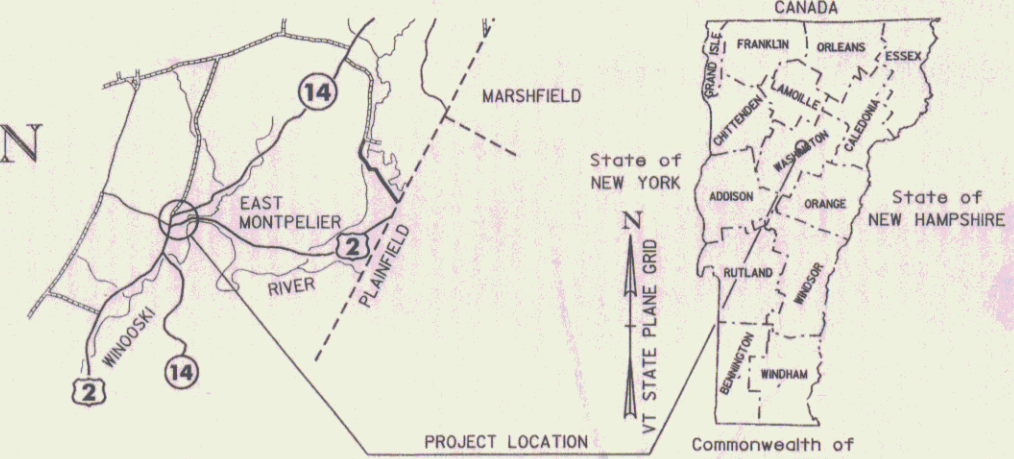 N
14
MARSHFIELD
EAST
MONTPELIER
2
PLAINFIELD
RIVER
WINOOSKI
14
2
PROJECT LOCATION
CANADA
GRAND ISLE
FRANKLIN
ORLEANS
ESSEX
LAMOILLE
CHITTENDEN
CALEDONIA
WASHINGTON
State of
NEW YORK
ADDISON
ORANGE
State of
NEW HAMPSHIRE
N
VT STATE PLANE GRID
RUTLAND
WINDSOR
BENNINGTON
WINDHAM
Commonwealth of